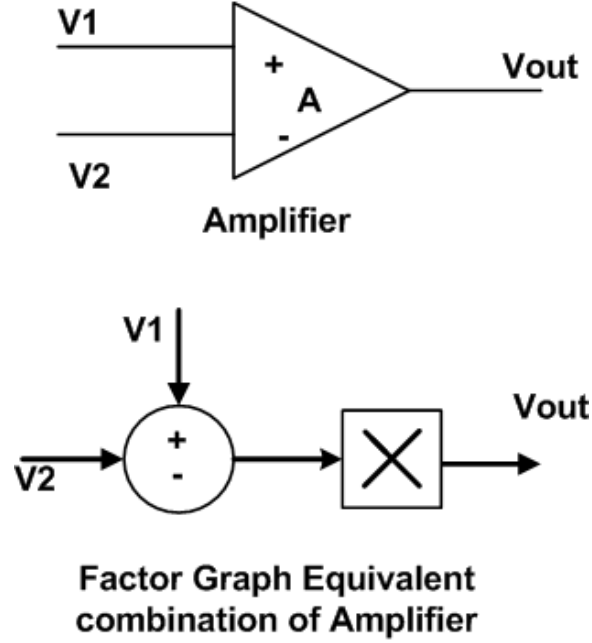 V1
+
Vout
A
-
V2
Amplifier
V1
Vout
+
V2
-
Factor Graph Equivalent
combination of Amplifier